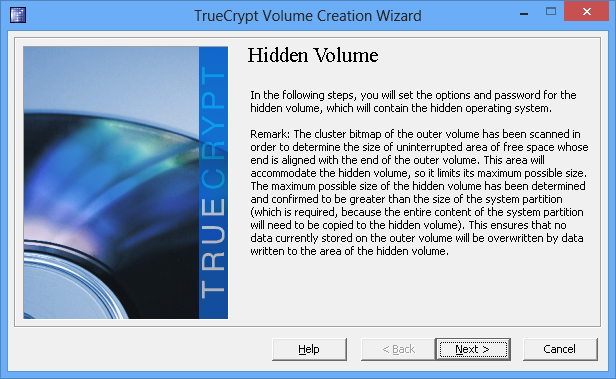 TrueCrypt Volume Creation Wizard
TRUECRYPT
Hidden Volume
In the following steps, you will set the options and password for the
hidden volume, which will contain the hidden operating system.
Remark: The cluster bitmap of the outer volume has been scanned in
order to determine the size of uninterrupted area of free space whose
end is aligned with the end of the outer volume. This area will
accommodate the hidden volume, so it limits its maximum possible size.
The maximum possible size of the hidden volume has been determined
and confirmed to be greater than the size of the system partition
(which is required, because the entire content of the system partition
will need to be copied to the hidden volume). This ensures that no
data currently stored on the outer volume will be overwritten by data
written to the area of the hidden volume.
Help
< Back
Next >
Cancel